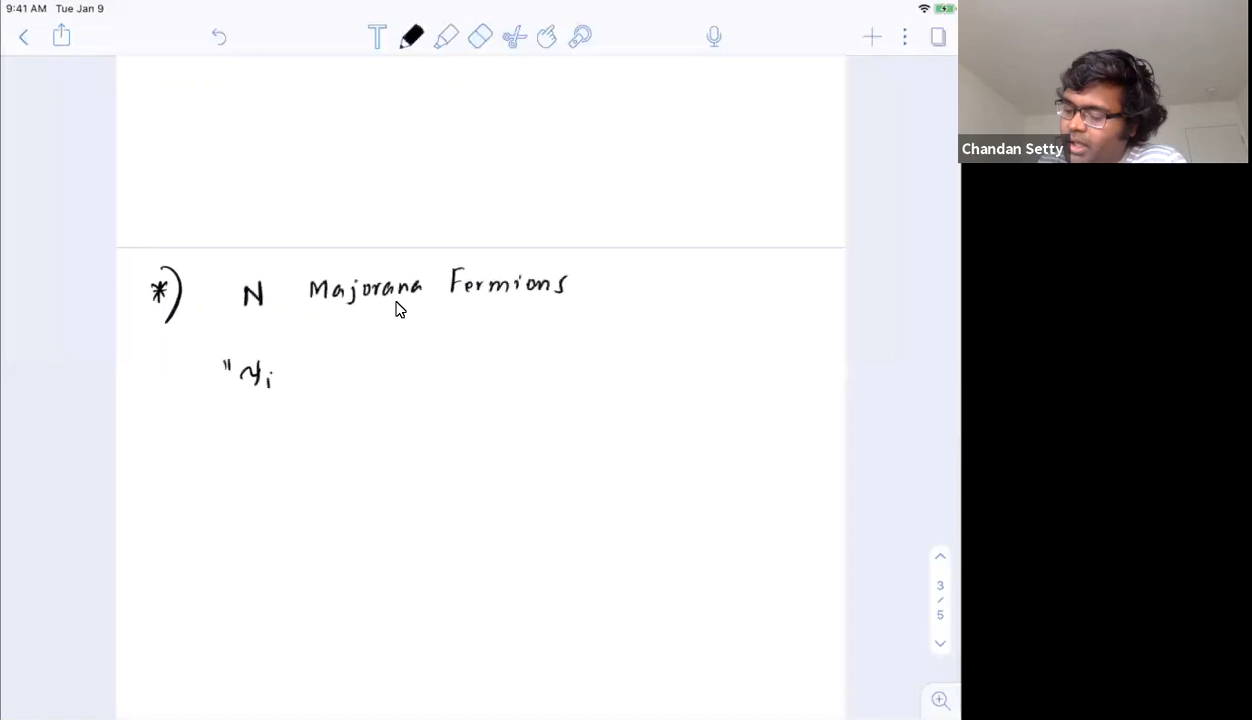 9:41 AM Tue Jan 9
Chandan Setty
*) N Majorana Fermions
"ψi
3
/
5